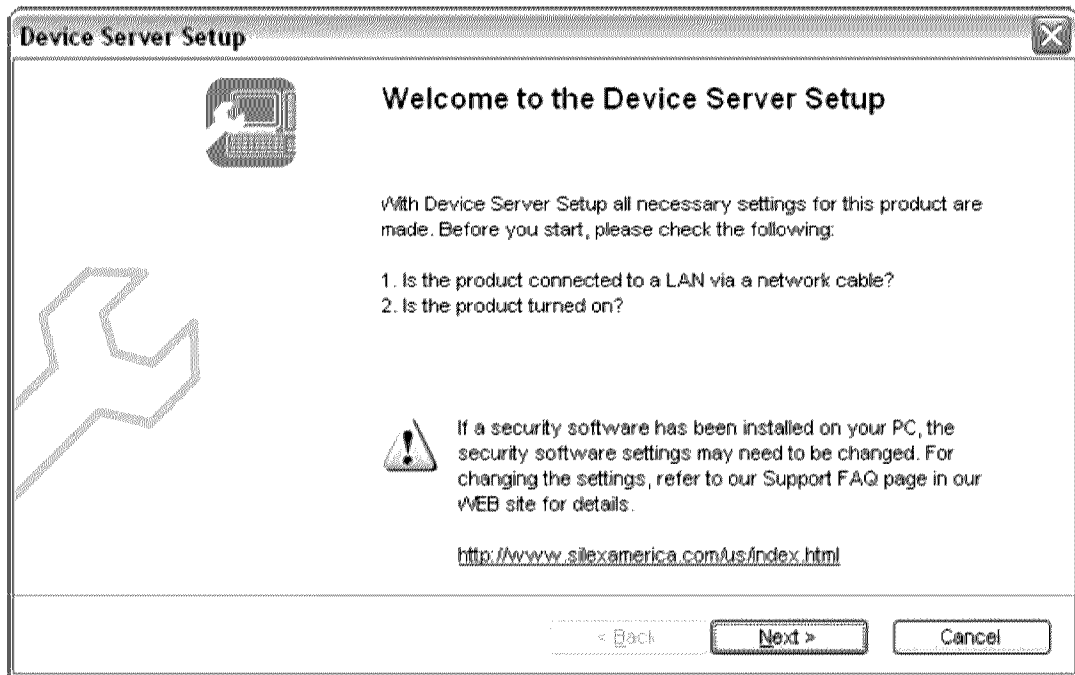 Device Server Setup
Welcome to the Device Server Setup
With Device Server Setup all necessary settings for this product are
made. Before you start, please check the following:
1. Is the product connected to a LAN via a network cable?
2. Is the product turned on?
If a security software has been installed on your PC, the
security software settings may need to be changed. For
changing the settings, refer to our Support FAQ page in our
WEB site for details.
http://www.silexamerica.com/us/index.html
< Back
Next >
Cancel